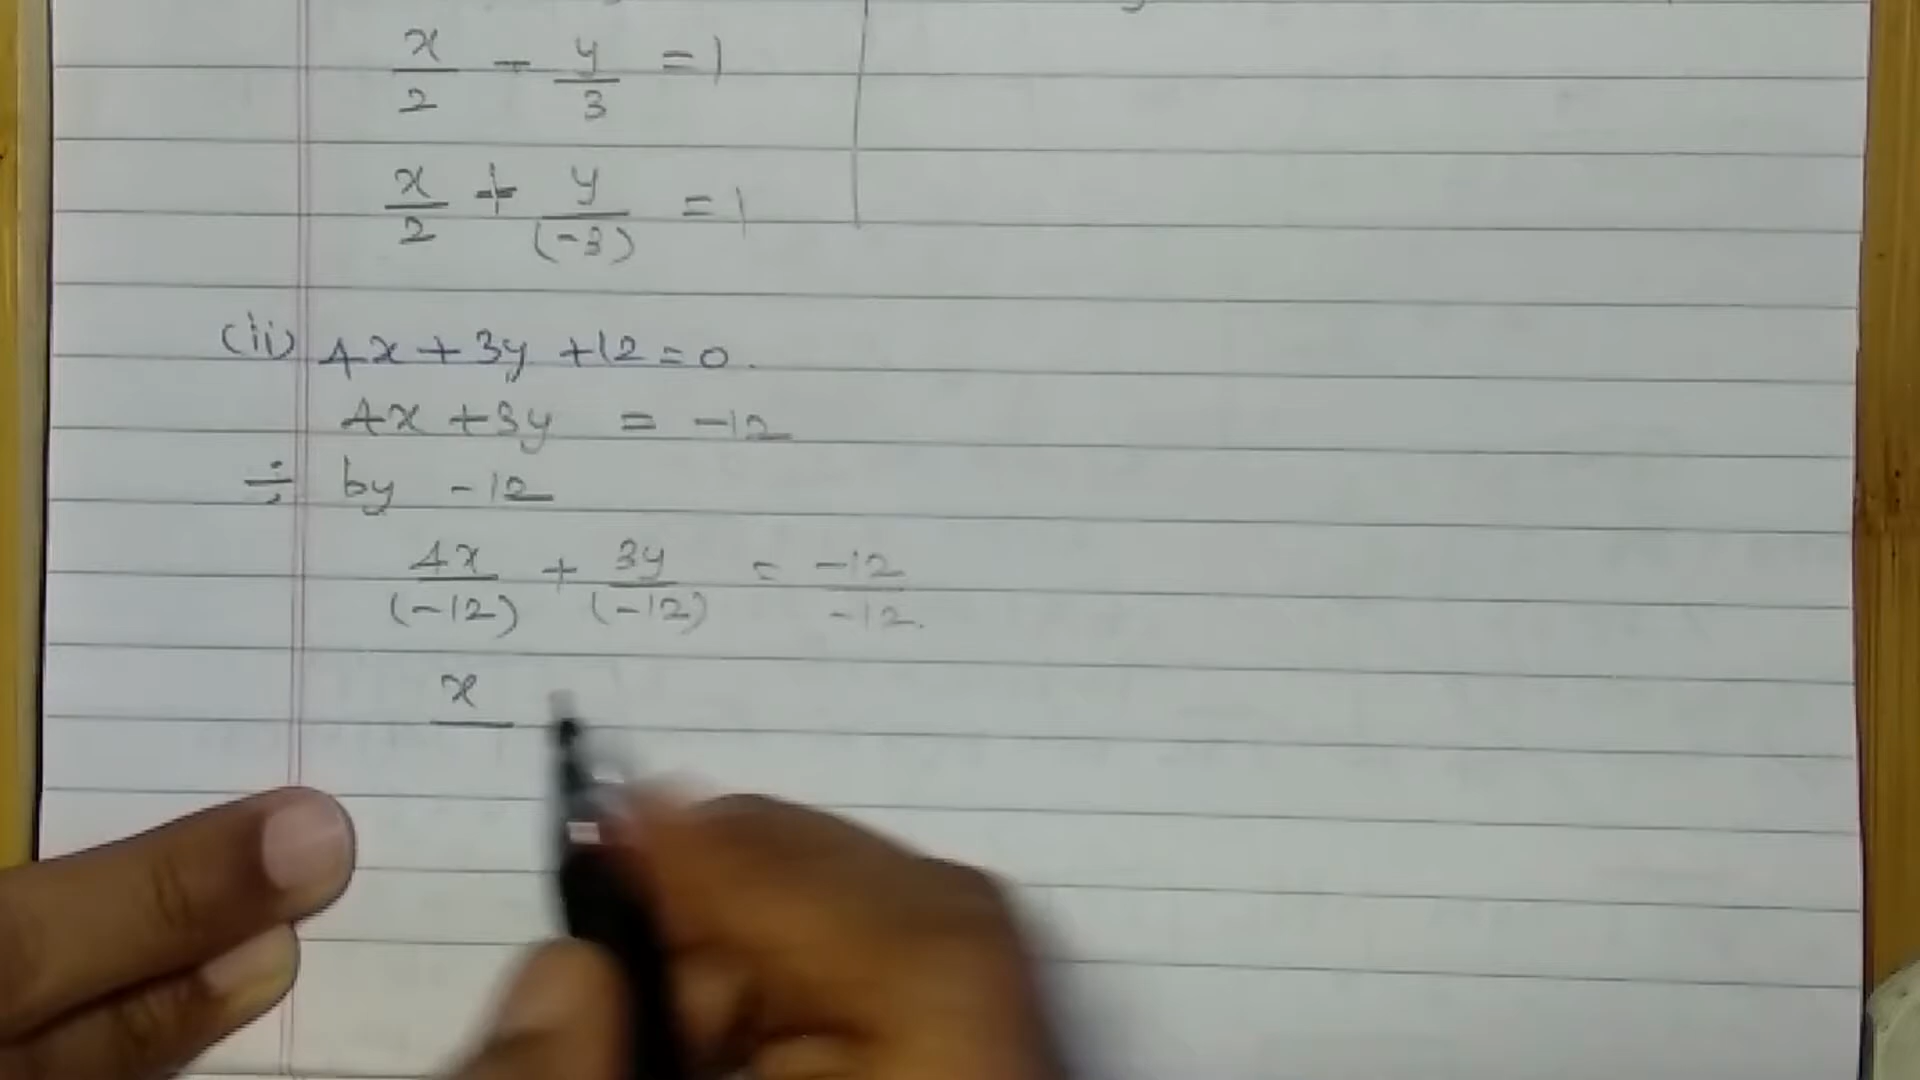 x/2 - y/3 = 1
x/2 + y/(-3) = 1
(ii) 4x + 3y + 12 = 0.
4x + 3y = -12
÷ by -12
4x/(-12) + 3y/(-12) = -12/-12.
x